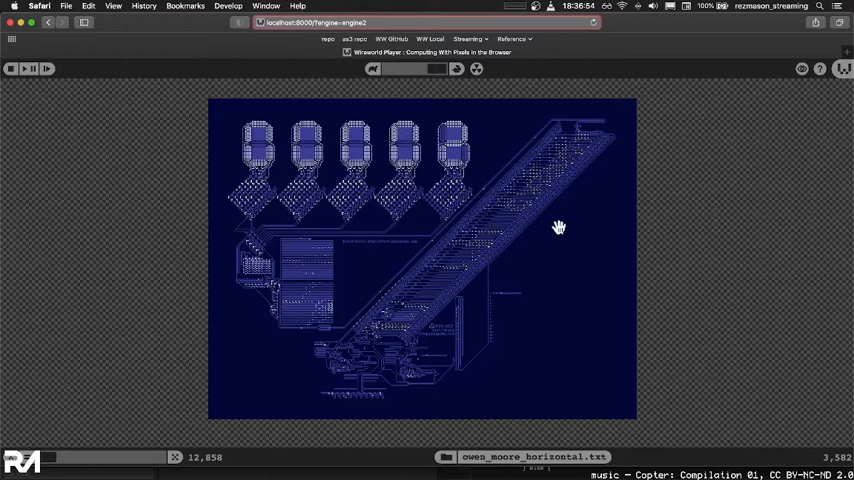 Safari File Edit View History Bookmarks Develop Window Help 18:36:54 100% rezmason_streaming
localhost:8000/?engine=engine2
repo as3 repo WW GitHub WW Local Streaming Reference
Wireworld Player : Computing With Pixels in the Browser
?
12,858 owen_moore_horizontal.txt 3,582
} else {
music - Copter: Compilation 01, CC BY-NC-ND 2.0